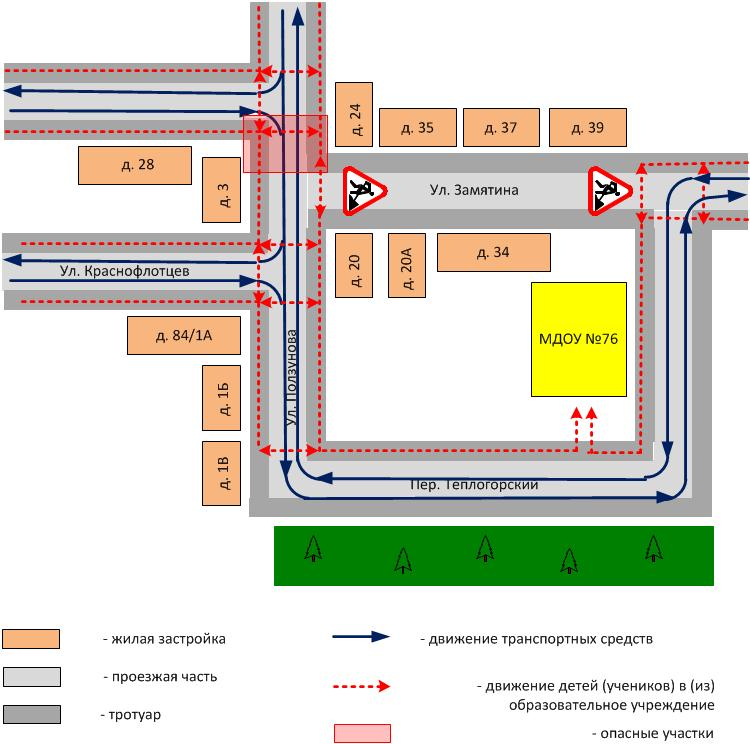 д. 24
д. 35
д. 37
д. 39
д. 28
д. 3
Ул. Замятина
д. 20
д. 20А
д. 34
Ул. Краснофлотцев
д. 84/1А
Ул. Ползунова
МДОУ №76
д. 1Б
д. 1В
Пер. Теплогорский
- жилая застройка
- движение транспортных средств
- проезжая часть
- движение детей (учеников) в (из)
образовательное учреждение
- тротуар
- опасные участки